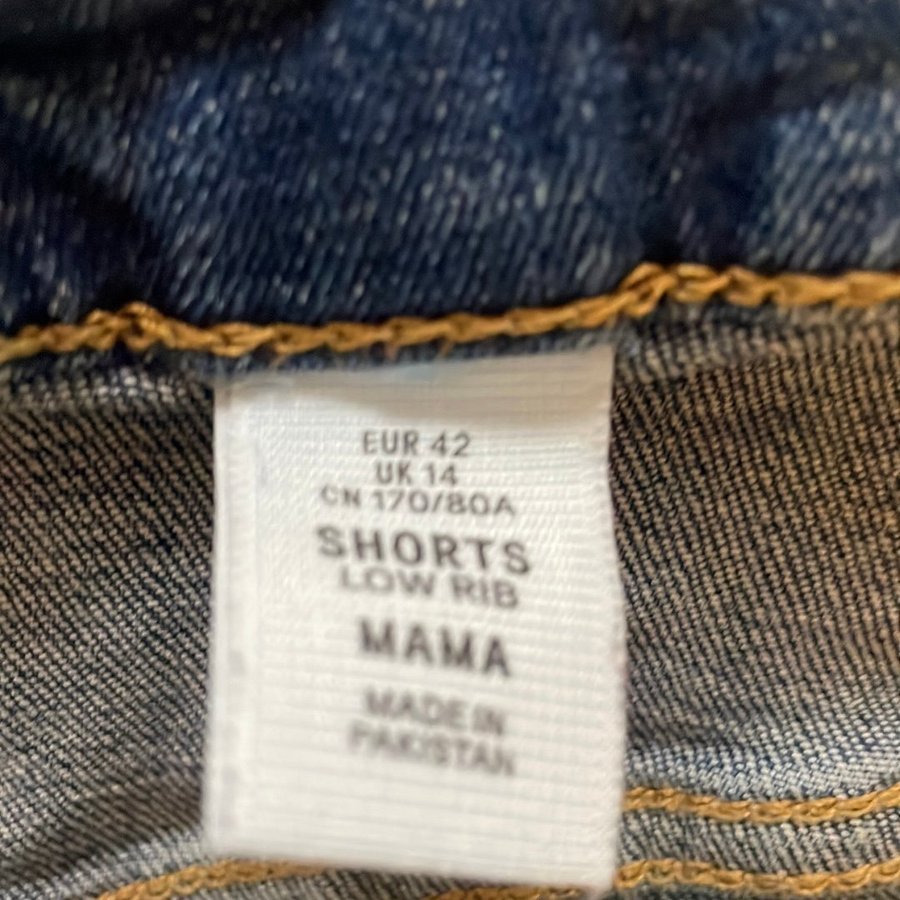 EUR 42
UK 14
CN 170/80A
SHORTS
LOW RIB
MAMA
MADE IN
PAKISTAN